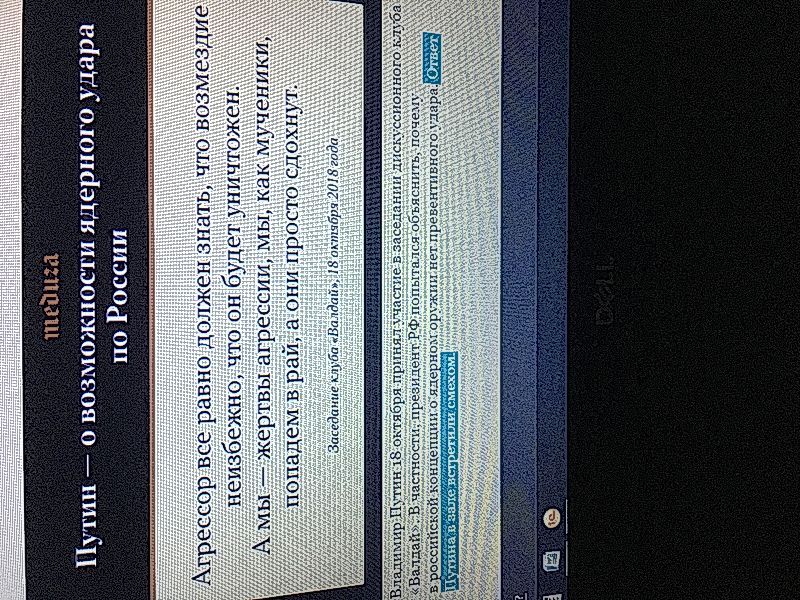 meduza
Путин — о возможности ядерного удара
по России
Агрессор все равно должен знать, что возмездие
неизбежно, что он будет уничтожен.
А мы — жертвы агрессии, мы, как мученики,
попадем в рай, а они просто сдохнут.
Заседание клуба «Валдай», 18 октября 2018 года
Владимир Путин 18 октября принял участие в заседании дискуссионного клуба
«Валдай». В частности, президент РФ попытался объяснить, почему
в российской концепции о ядерном оружии нет превентивного удара. Ответ
Путина в зале встретили смехом.
?
1С
DELL